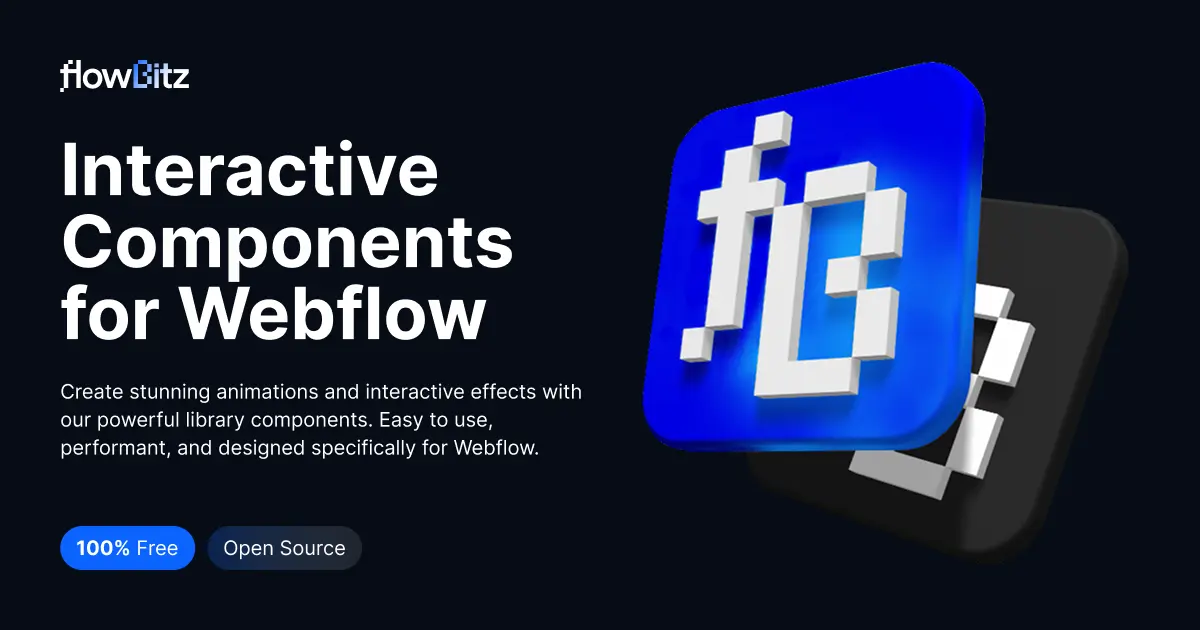 flowBitz
Interactive
Components
for Webflow
Create stunning animations and interactive effects with
our powerful library components. Easy to use,
performant, and designed specifically for Webflow.
100% Free
Open Source
fB
B